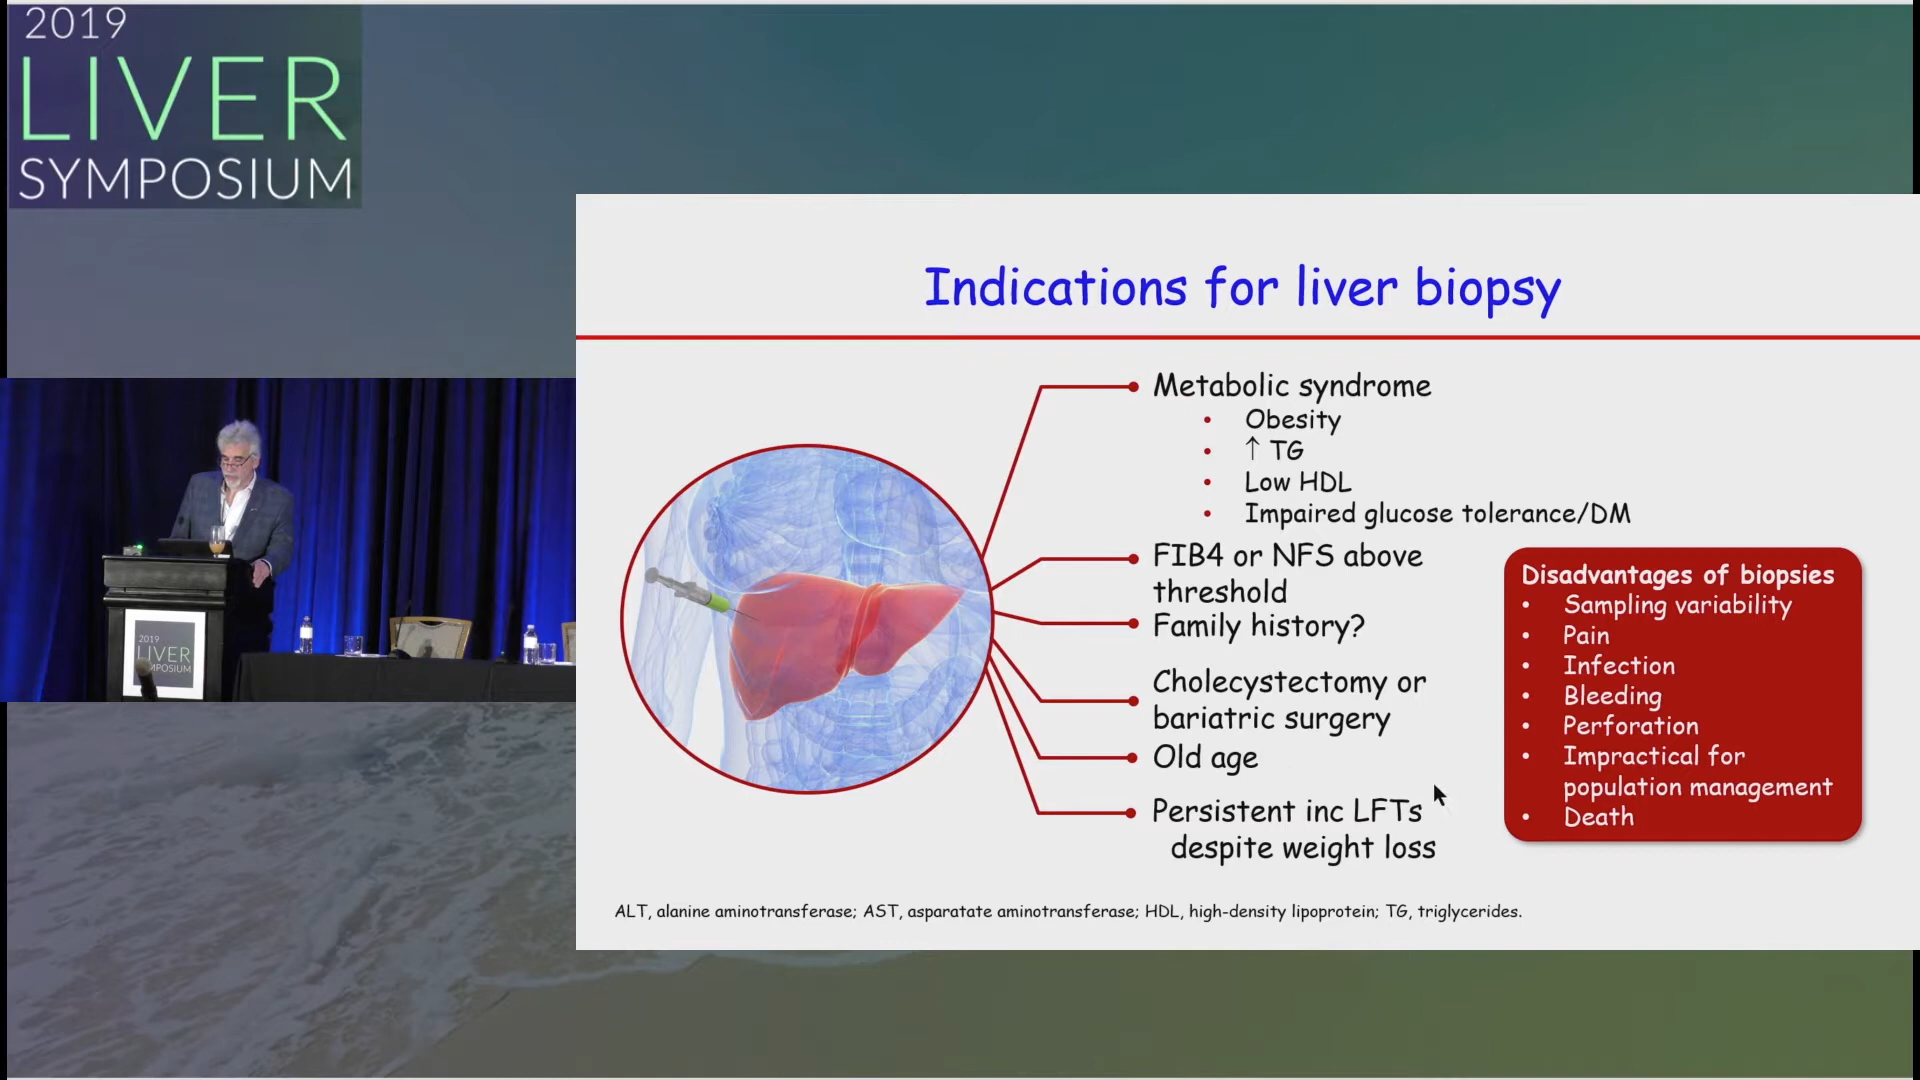 2019
LIVER
SYMPOSIUM
Indications for liver biopsy
Metabolic syndrome
• Obesity
• ↑ TG
• Low HDL
• Impaired glucose tolerance/DM
FIB4 or NFS above
threshold
Family history?
Cholecystectomy or
bariatric surgery
Old age
Persistent inc LFTs
despite weight loss
Disadvantages of biopsies
• Sampling variability
• Pain
• Infection
• Bleeding
• Perforation
• Impractical for
population management
• Death
ALT, alanine aminotransferase; AST, asparatate aminotransferase; HDL, high-density lipoprotein; TG, triglycerides.
2019
LIVER
MPOSIUM